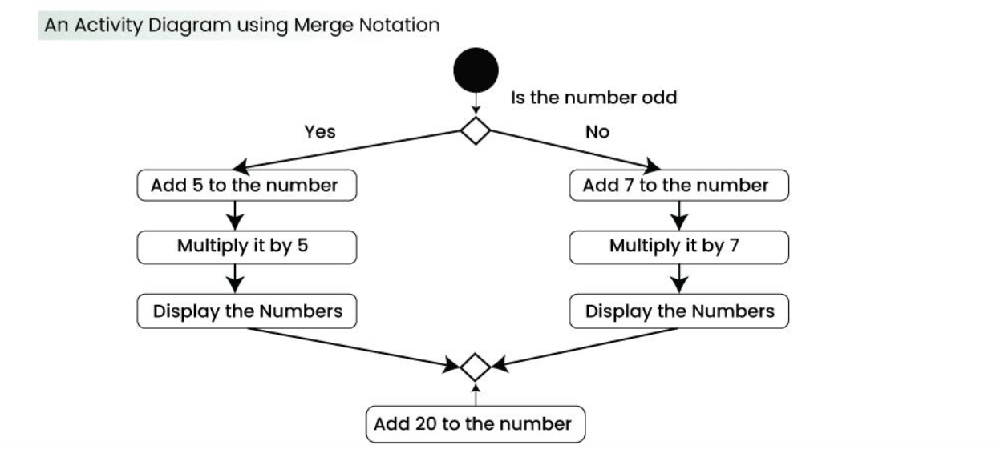 An Activity Diagram using Merge Notation
Is the number odd
Yes
No
Add 5 to the number
Add 7 to the number
Multiply it by 5
Multiply it by 7
Display the Numbers
Display the Numbers
Add 20 to the number